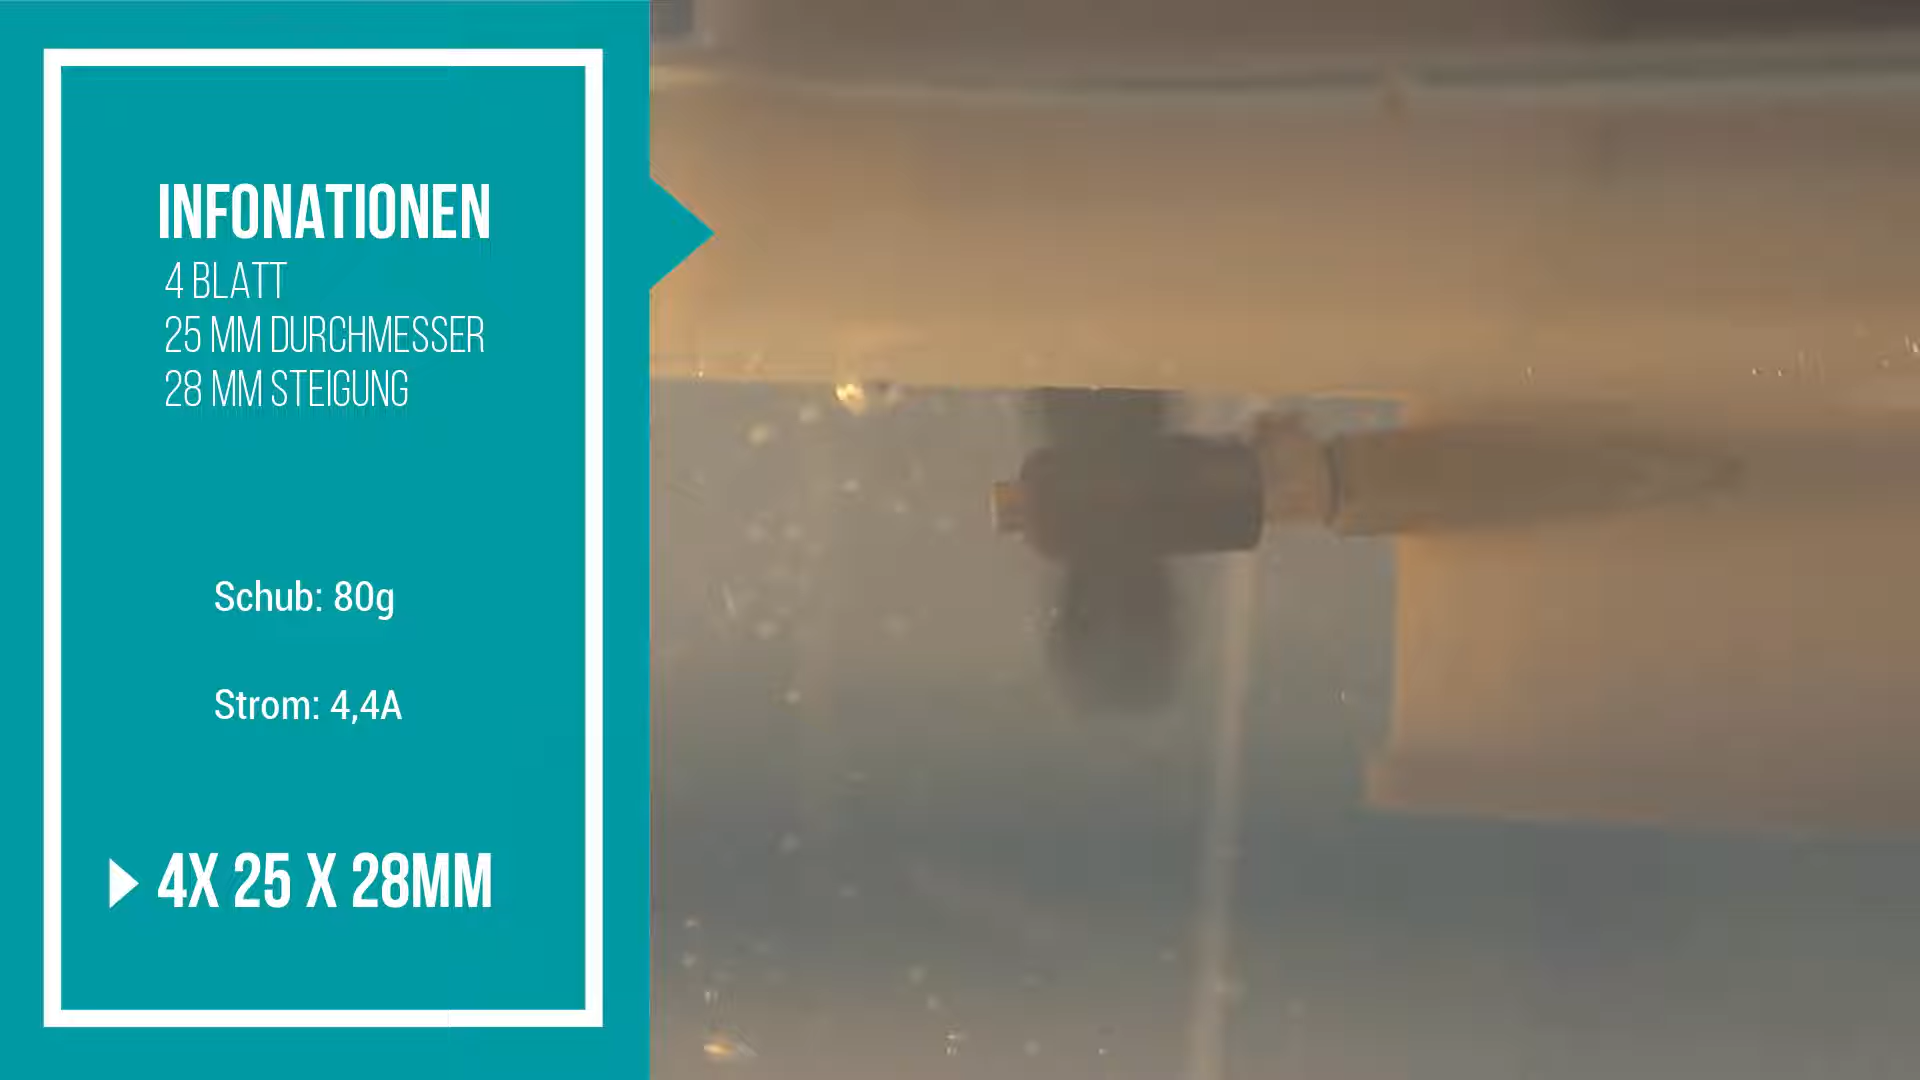 INFONATIONEN
4 BLATT
25 MM DURCHMESSER
28 MM STEIGUNG
Schub: 80g
Strom: 4,4A
4X 25 X 28MM